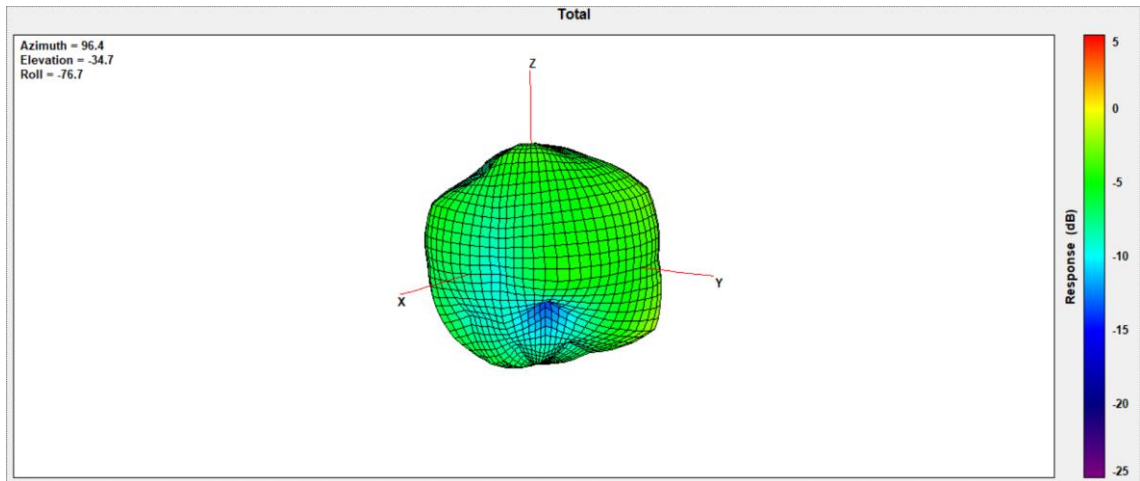 Total
Azimuth = 96.4
Elevation = -34.7
Roll = -76.7
Z
X
Y
5
0
-5
-10
-15
-20
-25
Response (dB)